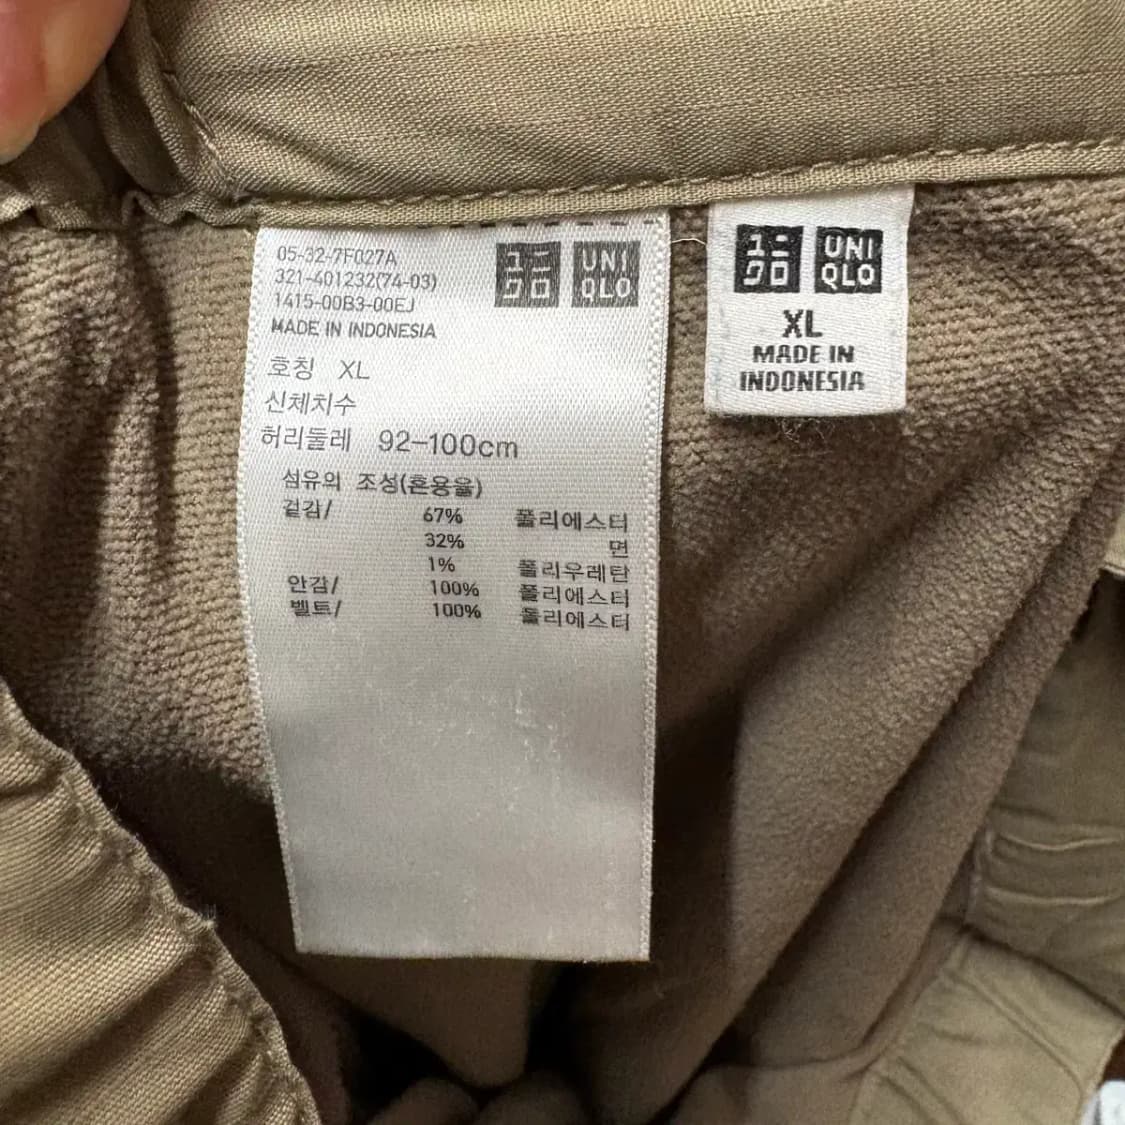 05-32-7F027A
321-401232(74-03)
1415-00B3-00EJ
MADE IN INDONESIA
ユニ
クロ
UNI
QLO
호칭 XL
신체치수
허리둘레 92-100cm
섬유의 조성(혼용율)
겉감/ 67% 폴리에스터
32% 면
1% 폴리우레탄
안감/ 100% 폴리에스터
벨트/ 100% 폴리에스터
ユニ
クロ
UNI
QLO
XL
MADE IN
INDONESIA